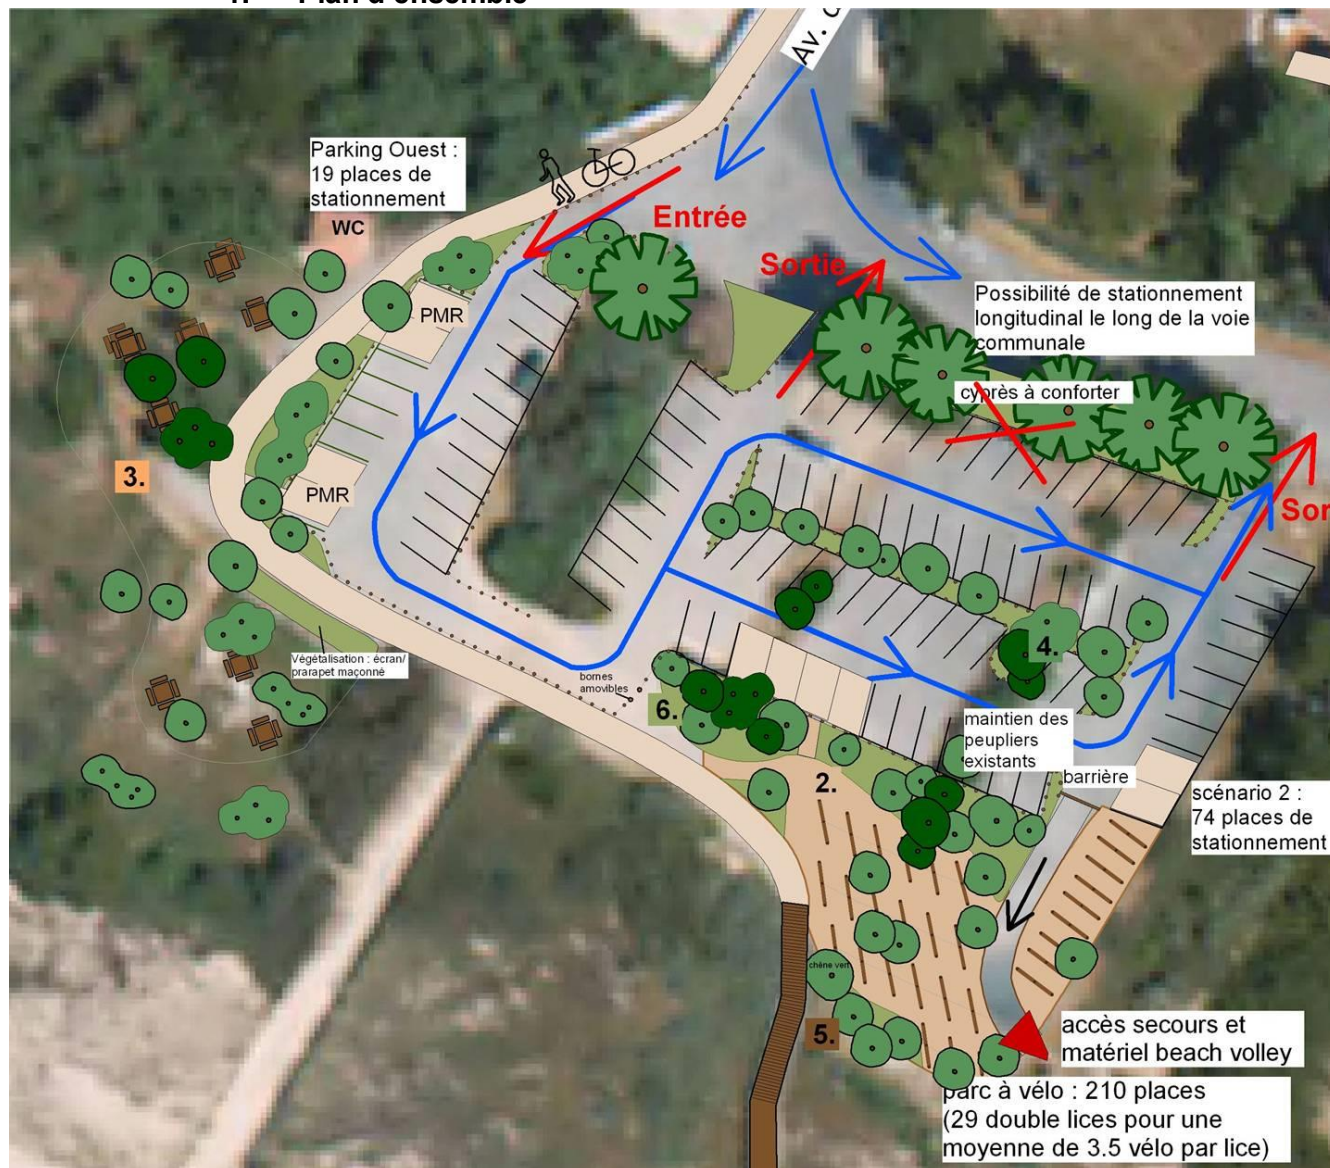 Plan d'ensemble
Av.
Parking Ouest :
19 places de
stationnement
WC
Entrée
Sortie
Possibilité de stationnement
longitudinal le long de la voie
communale
PMR
cyprès à conforter
3.
PMR
Sor
4.
Végétalisation : écran/
prarapet maçonné
bornes
amovibles
6.
maintien des
peupliers
existants
barrière
2.
scénario 2 :
74 places de
stationnement
chêne vert
5.
accès secours et
matériel beach volley
parc à vélo : 210 places
(29 double lices pour une
moyenne de 3.5 vélo par lice)